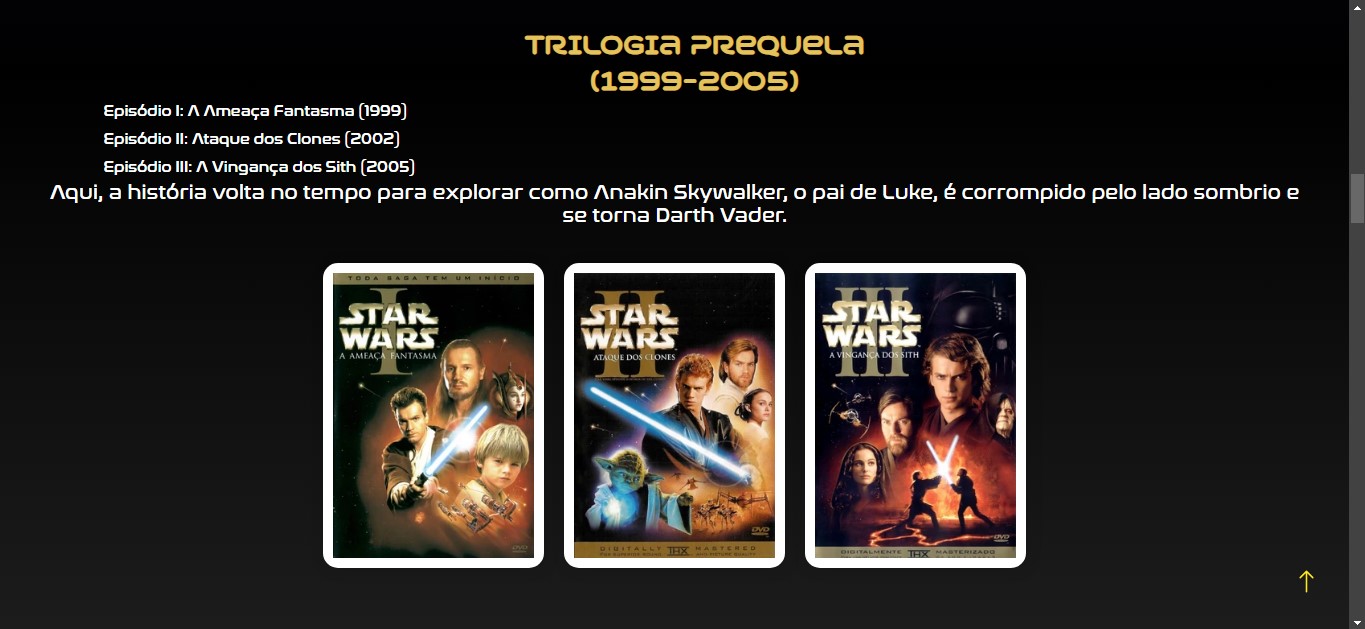 TRILOGIA PREQUELA
(1999-2005)
Episódio I: A Ameaça Fantasma (1999)
Episódio II: Ataque dos Clones (2002)
Episódio III: A Vingança dos Sith (2005)
Aqui, a história volta no tempo para explorar como Anakin Skywalker, o pai de Luke, é corrompido pelo lado sombrio e
se torna Darth Vader.
TODA SAGA TEM UM INÍCIO
I
STAR
WARS
A AMEAÇA FANTASMA
DVD
II
STAR
WARS
ATAQUE DOS CLONES
DVD
DIGITALLY THX MASTERED
III
STAR
WARS
A VINGANÇA DOS SITH
DVD
DIGITALMENTE THX MASTERIZADO